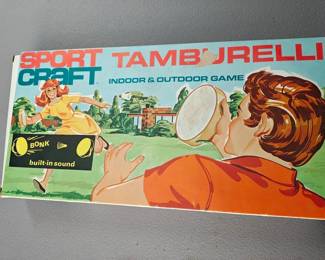 SPORT
CRAFT
TAMBURELLI
INDOOR & OUTDOOR GAME
BONK
built-in sound